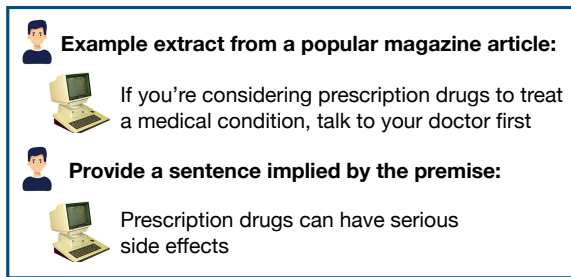 Example extract from a popular magazine article:
If you're considering prescription drugs to treat
a medical condition, talk to your doctor first
Provide a sentence implied by the premise:
Prescription drugs can have serious
side effects